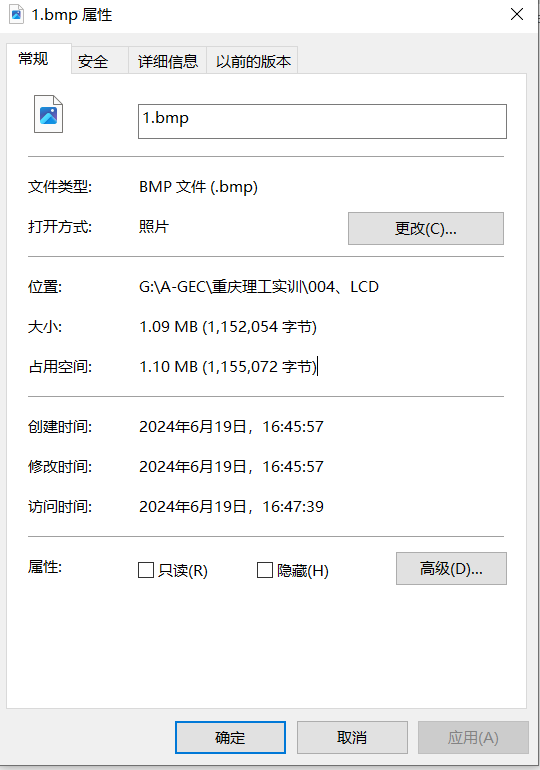 1.bmp 属性
常规 安全 详细信息 以前的版本
1.bmp
文件类型: BMP 文件 (.bmp)
打开方式: 照片 更改(C)...
位置: G:\A-GEC\重庆理工实训\004、LCD
大小: 1.09 MB (1,152,054 字节)
占用空间: 1.10 MB (1,155,072 字节)
创建时间: 2024年6月19日，16:45:57
修改时间: 2024年6月19日，16:45:57
访问时间: 2024年6月19日，16:47:39
属性: 只读(R) 隐藏(H) 高级(D)...
确定 取消 应用(A)